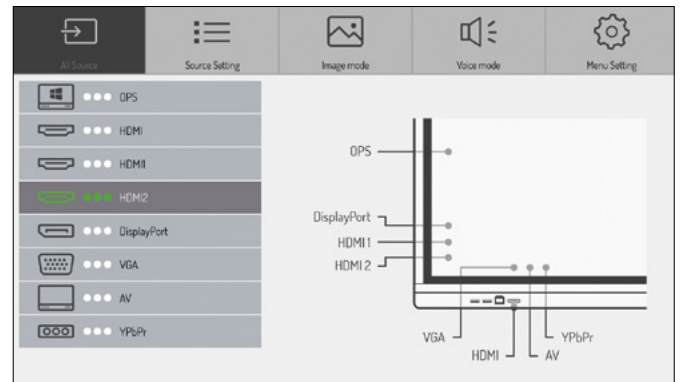 AI Source
Source Setting
Image mode
Voice mode
Menu Setting
OPS
HDMI
HDMI1
HDMI2
DisplayPort
VGA
AV
YPbPr
OPS
DisplayPort
HDMI 1
HDMI 2
VGA
HDMI
AV
YPbPr